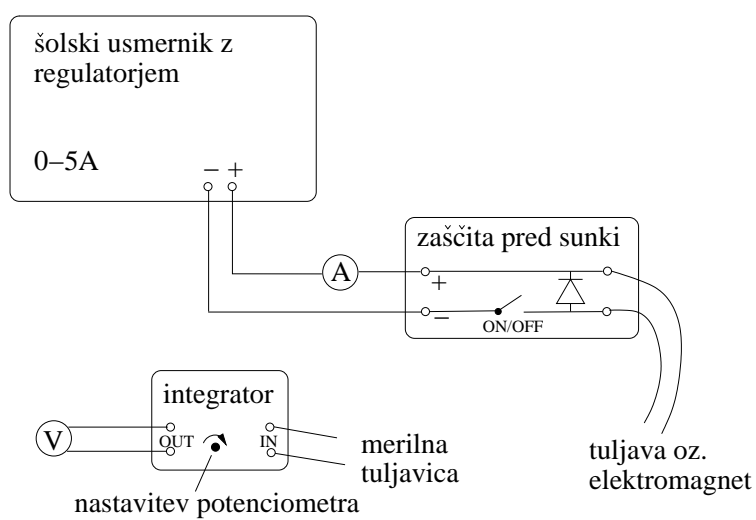 šolski usmernik z
regulatorjem
0–5A
− +
zaščita pred sunki
A
+
−
ON/OFF
integrator
V
OUT
IN
merilna
tuljavica
nastavitev potenciometra
tuljava oz.
elektromagnet